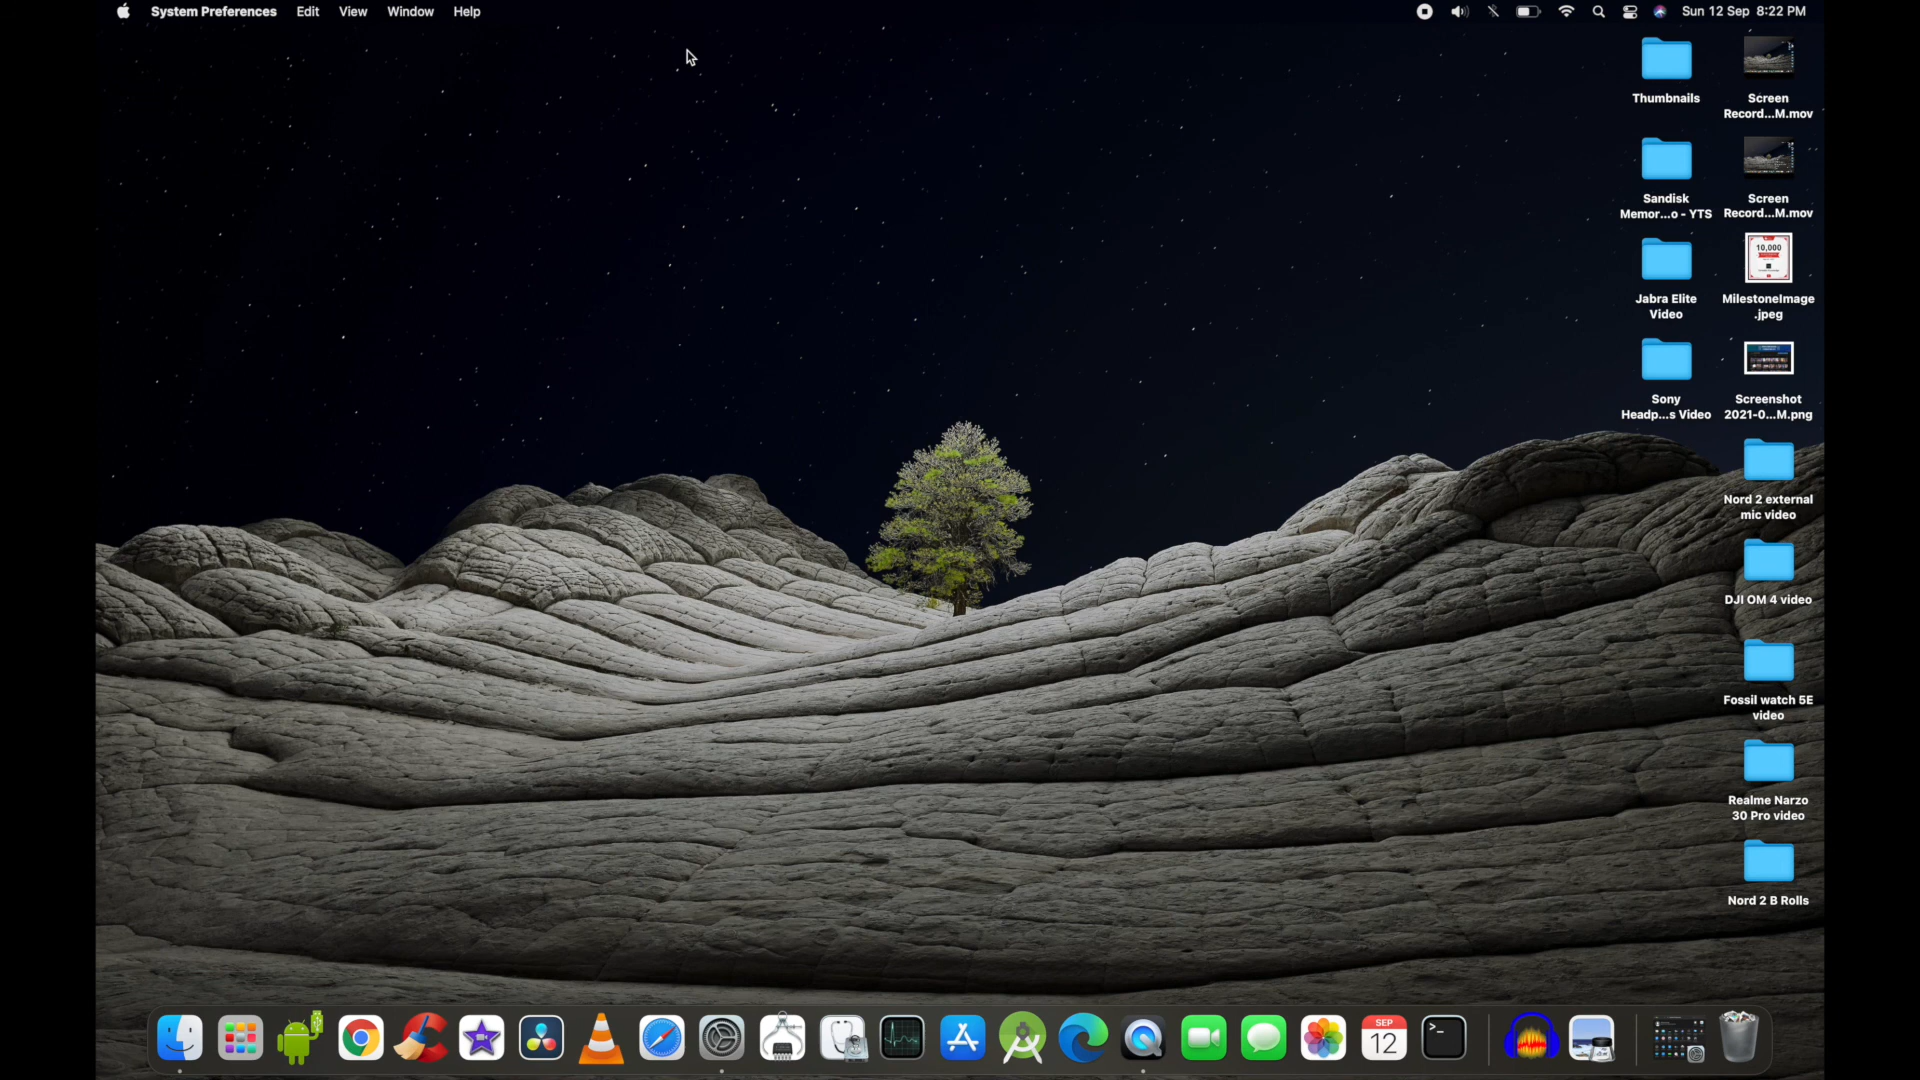 System Preferences Edit View Window Help Sun 12 Sep 8:22 PM
Thumbnails
Screen
Record...M.mov
Sandisk
Memor...o - YTS
Screen
Record...M.mov
10,000
Jabra Elite
Video
MilestoneImage
.jpeg
Sony
Headp...s Video
Screenshot
2021-0...M.png
Nord 2 external
mic video
DJI OM 4 video
Fossil watch 5E
video
Realme Narzo
30 Pro video
Nord 2 B Rolls
SEP
12
>_